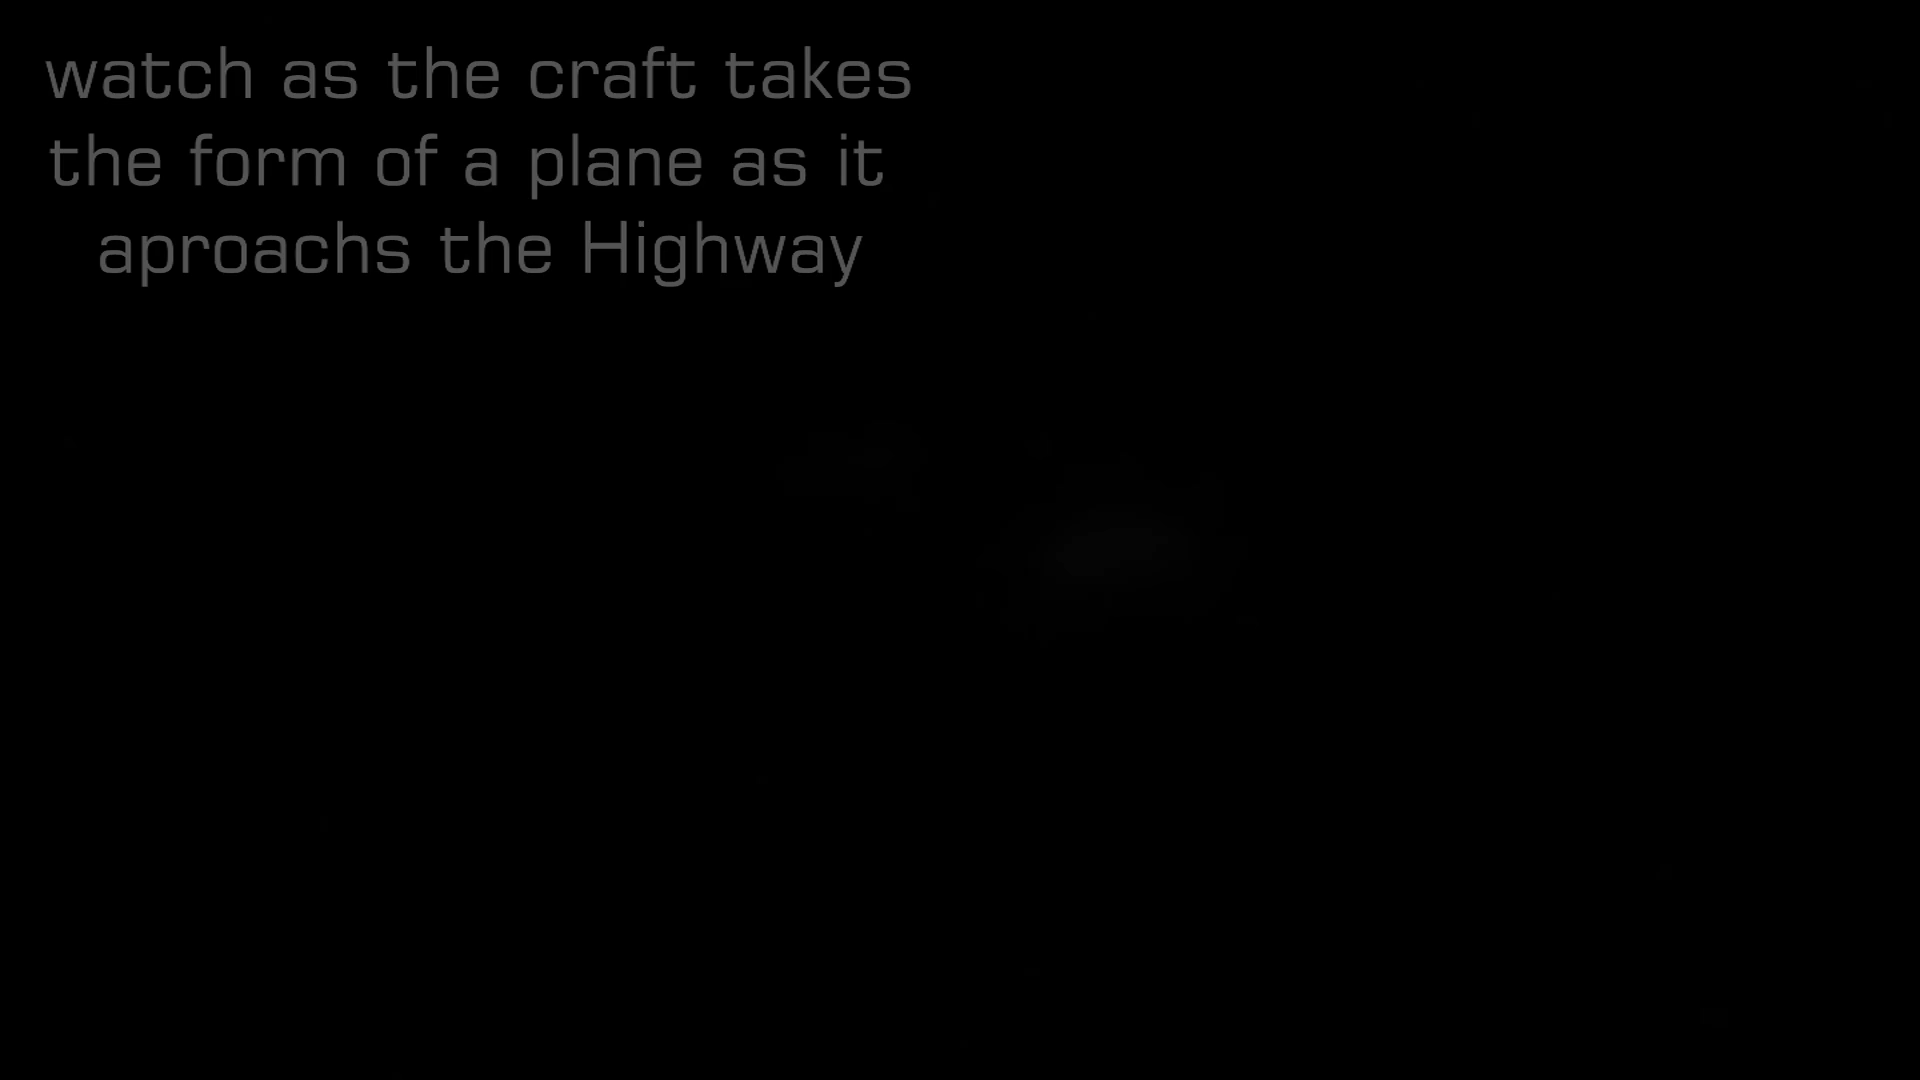 watch as the craft takes
the form of a plane as it
aproachs the Highway